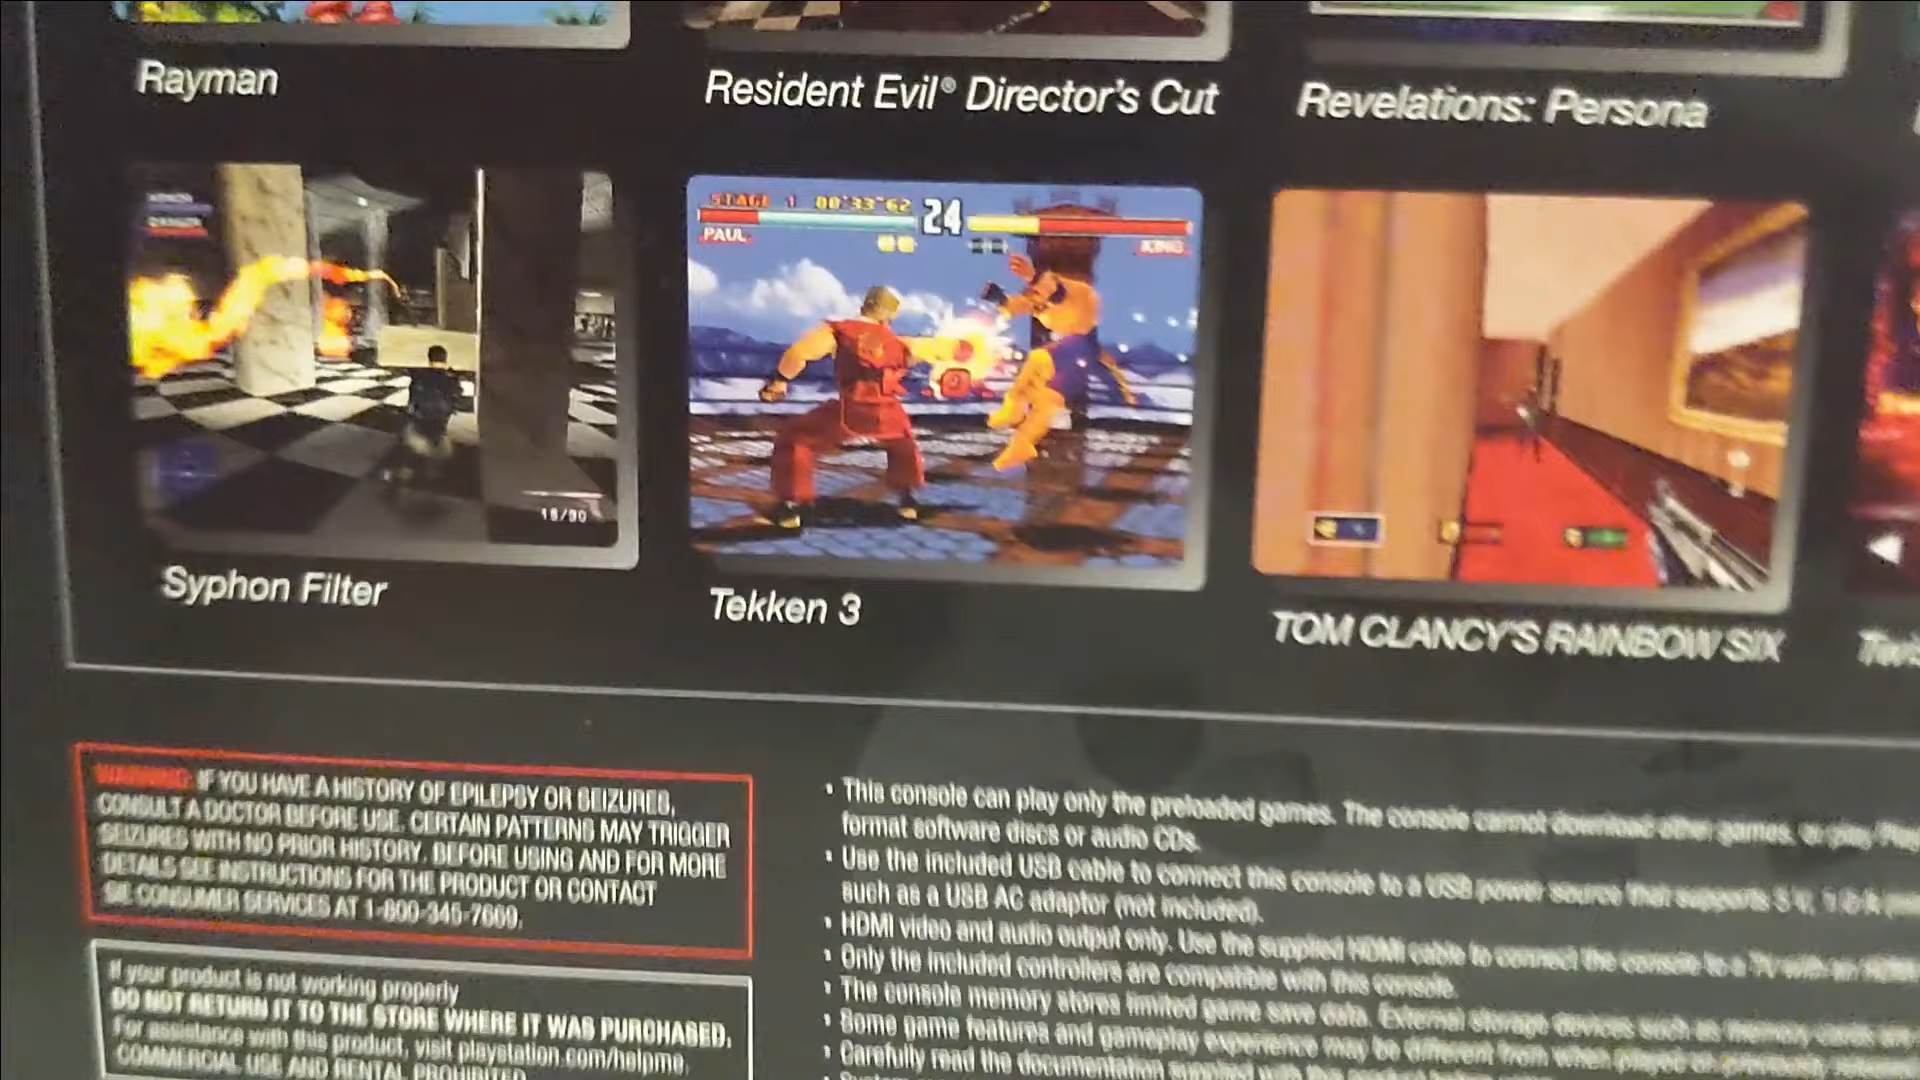 Rayman
Resident Evil® Director's Cut
Revelations: Persona
STAGE 1 00'33"62
24
PAUL
KING
15/90
Syphon Filter
Tekken 3
TOM CLANCY'S RAINBOW SIX
WARNING: IF YOU HAVE A HISTORY OF EPILEPSY OR SEIZURES,
CONSULT A DOCTOR BEFORE USE. CERTAIN PATTERNS MAY TRIGGER
SEIZURES WITH NO PRIOR HISTORY. BEFORE USING AND FOR MORE
DETAILS SEE INSTRUCTIONS FOR THE PRODUCT OR CONTACT
SIE CONSUMER SERVICES AT 1-800-345-7669.
If your product is not working properly
DO NOT RETURN IT TO THE STORE WHERE IT WAS PURCHASED.
For assistance with this product, visit playstation.com/helpme.
COMMERCIAL USE AND RENTAL PROHIBITED
• This console can play only the preloaded games. The console cannot download other games, or play
format software discs or audio CDs.
• Use the included USB cable to connect this console to a USB power source that supports 5 V,
such as a USB AC adaptor (not included).
• HDMI video and audio output only. Use the supplied HDMI cable to connect the console to a TV with an
• Only the included controllers are compatible with this console.
• The console memory stores limited game save data. External storage devices such as memory cards
• Some game features and gameplay experience may be different from when played on previously
• Carefully read the documentation supplied with this